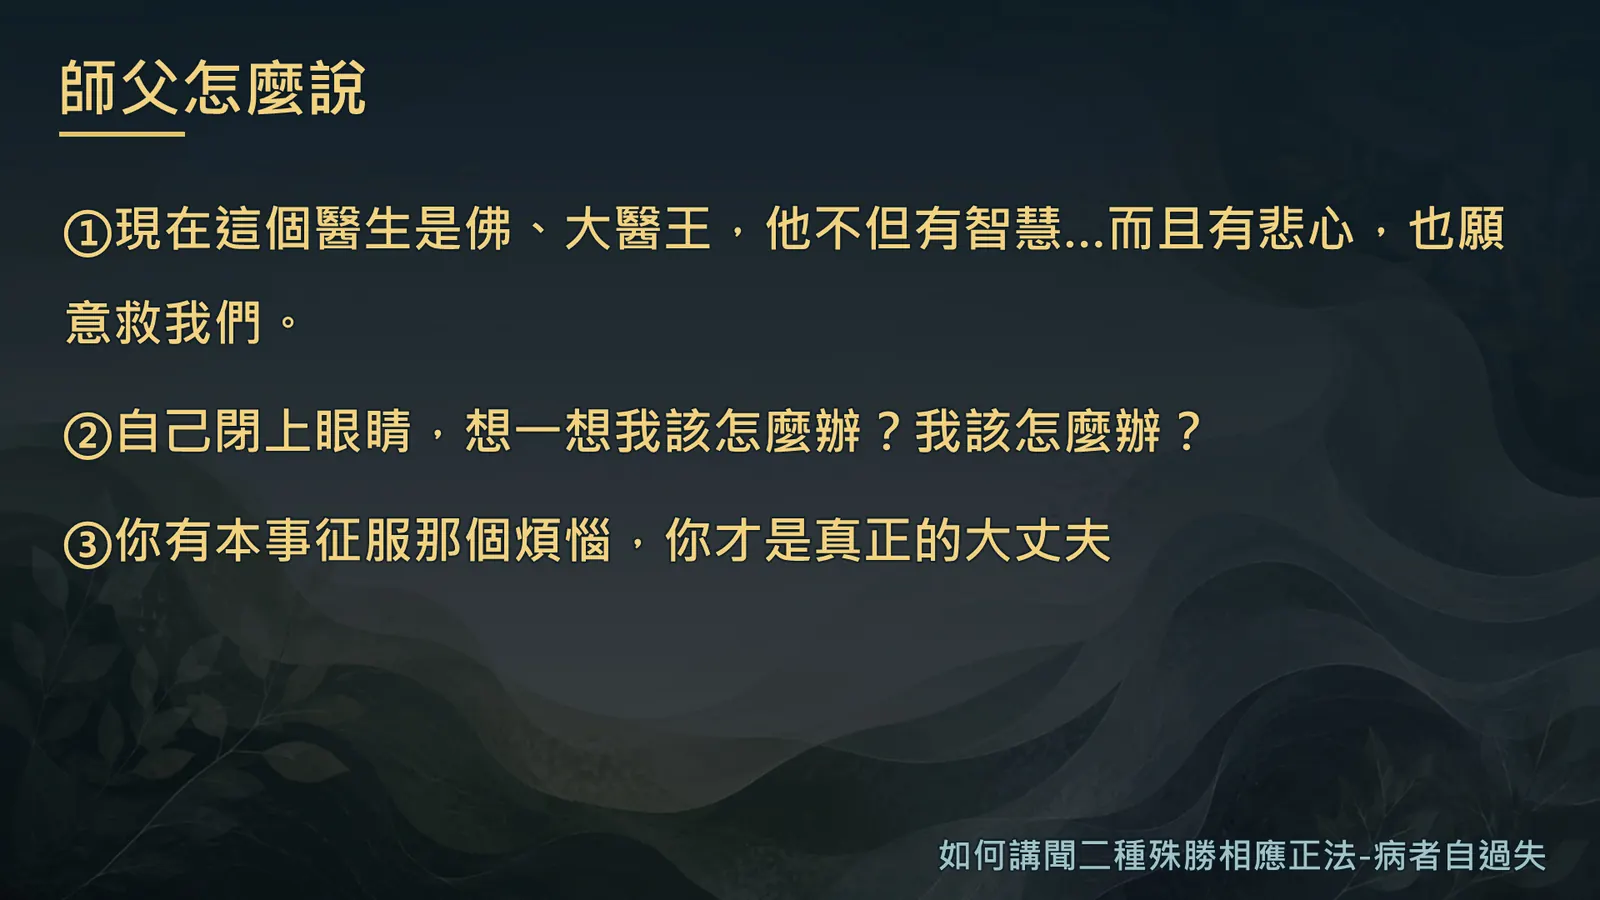 師父怎麼說
①現在這個醫生是佛、大醫王，他不但有智慧...而且有悲心，也願
意救我們。
②自己閉上眼睛，想一想我該怎麼辦？我該怎麼辦？
③你有本事征服那個煩惱，你才是真正的大丈夫
如何講聞二種殊勝相應正法-病者自過失